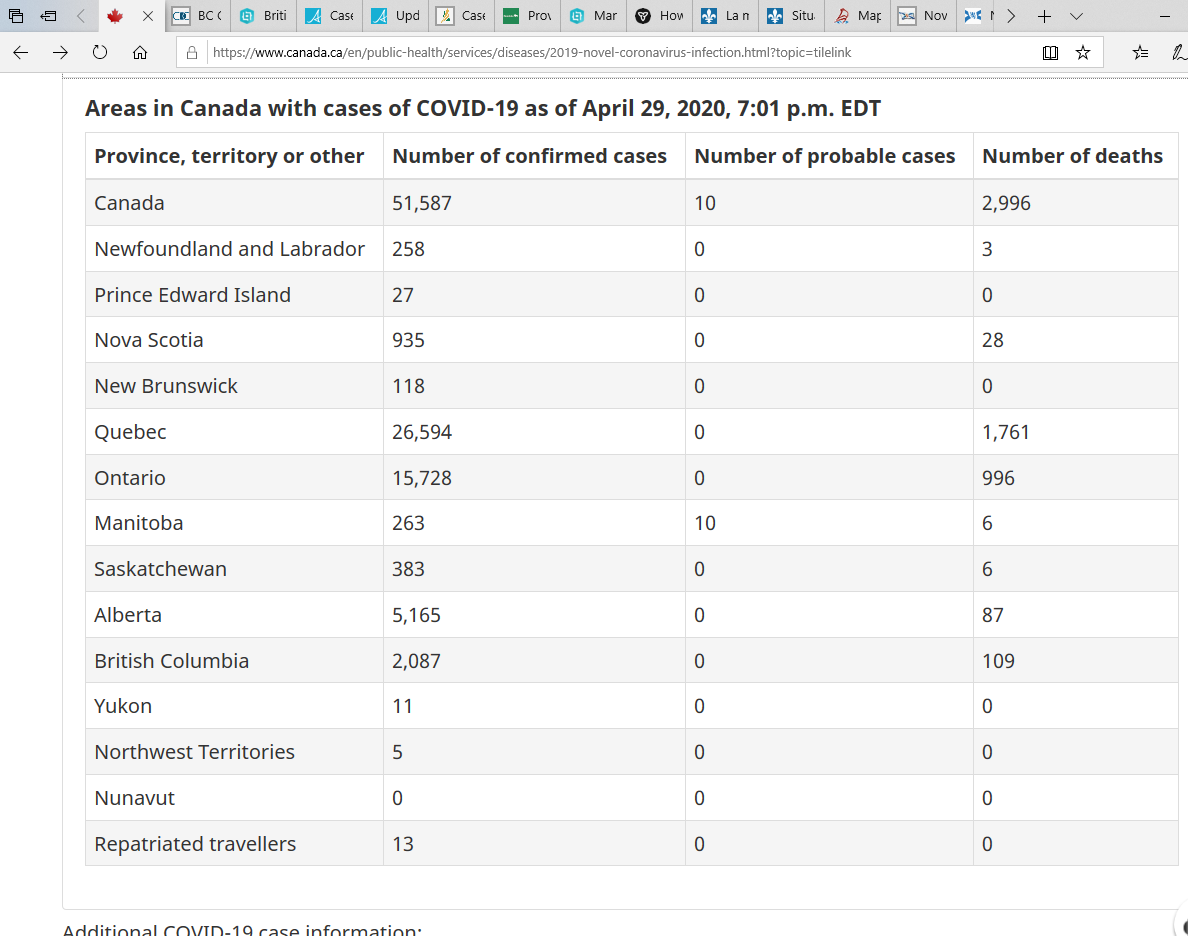 BC
Briti
Case
Upd
Case
Prov
Mar
How
La m
Situ
Map
Nov
https://www.canada.ca/en/public-health/services/diseases/2019-novel-coronavirus-infection.html?topic=tilelink
Areas in Canada with cases of COVID-19 as of April 29, 2020, 7:01 p.m. EDT
Province, territory or other Number of confirmed cases Number of probable cases Number of deaths
Canada 51,587 10 2,996
Newfoundland and Labrador 258 0 3
Prince Edward Island 27 0 0
Nova Scotia 935 0 28
New Brunswick 118 0 0
Quebec 26,594 0 1,761
Ontario 15,728 0 996
Manitoba 263 10 6
Saskatchewan 383 0 6
Alberta 5,165 0 87
British Columbia 2,087 0 109
Yukon 11 0 0
Northwest Territories 5 0 0
Nunavut 0 0 0
Repatriated travellers 13 0 0
Additional COVID-19 case information: